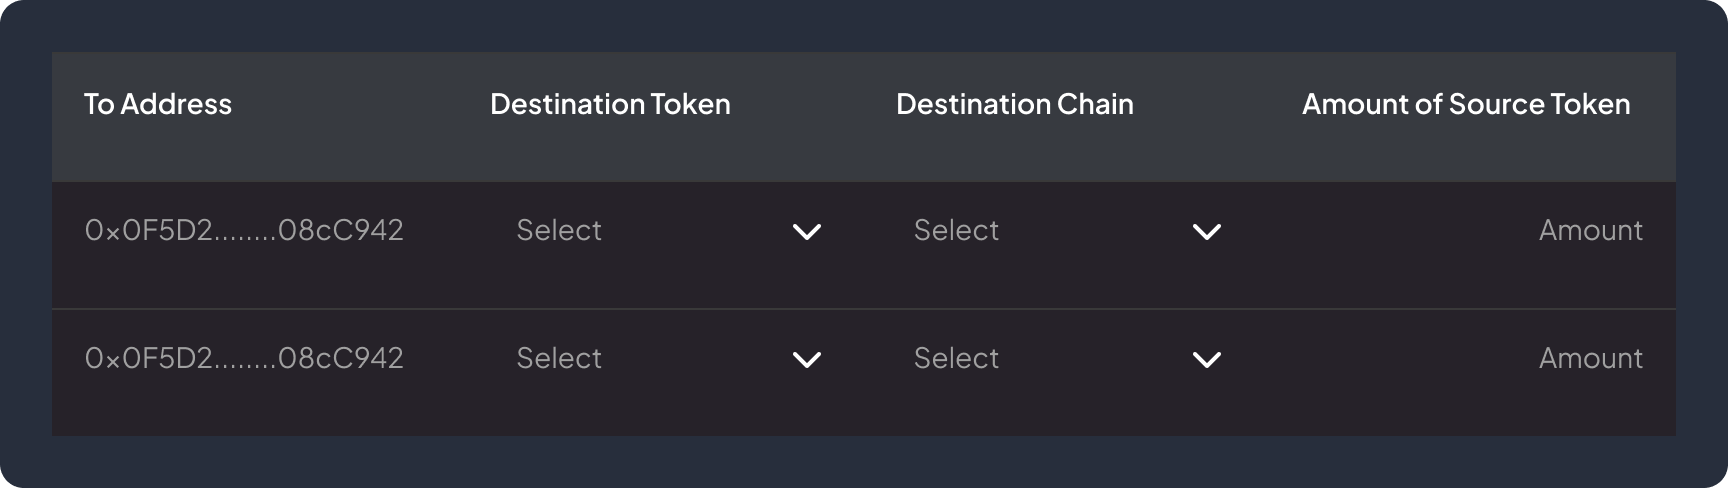 To Address Destination Token Destination Chain Amount of Source Token
0x0F5D2........08cC942 Select Select Amount
0x0F5D2........08cC942 Select Select Amount